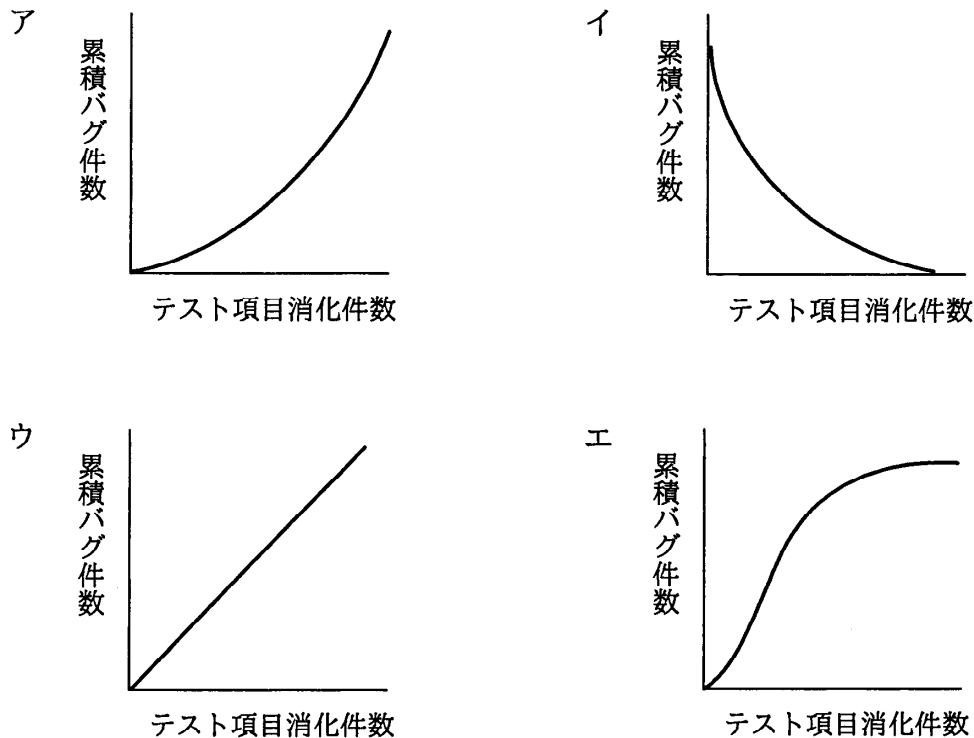 ア
累積バグ件数
テスト項目消化件数
イ
累積バグ件数
テスト項目消化件数
ウ
累積バグ件数
テスト項目消化件数
エ
累積バグ件数
テスト項目消化件数